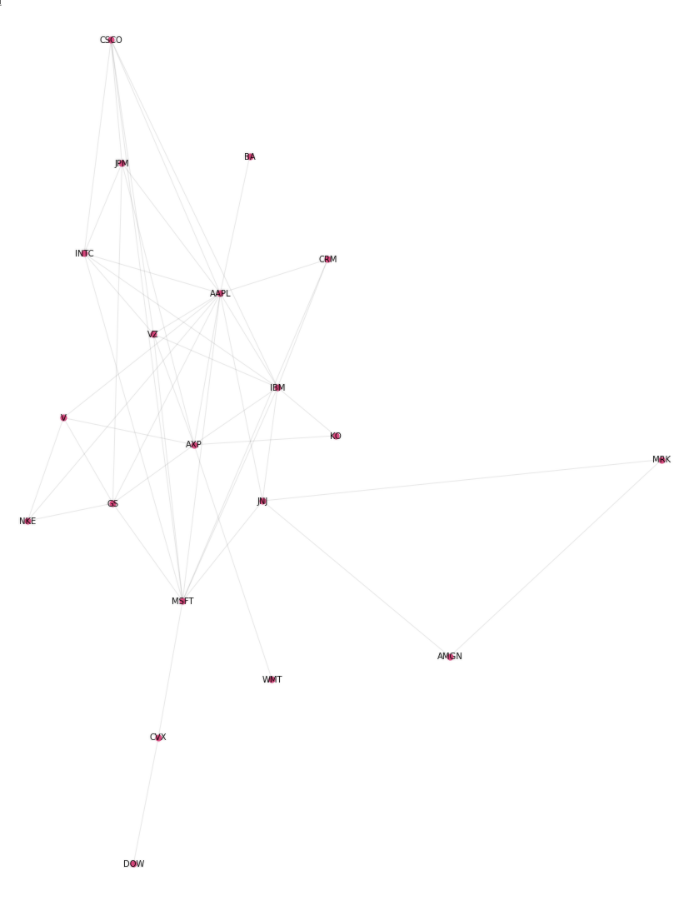 CSCO
JPM
BA
INTC
CRM
AAPL
VZ
IBM
V
KO
AXP
MRK
GS
JNJ
NKE
MSFT
AMGN
WMT
CVX
DOW